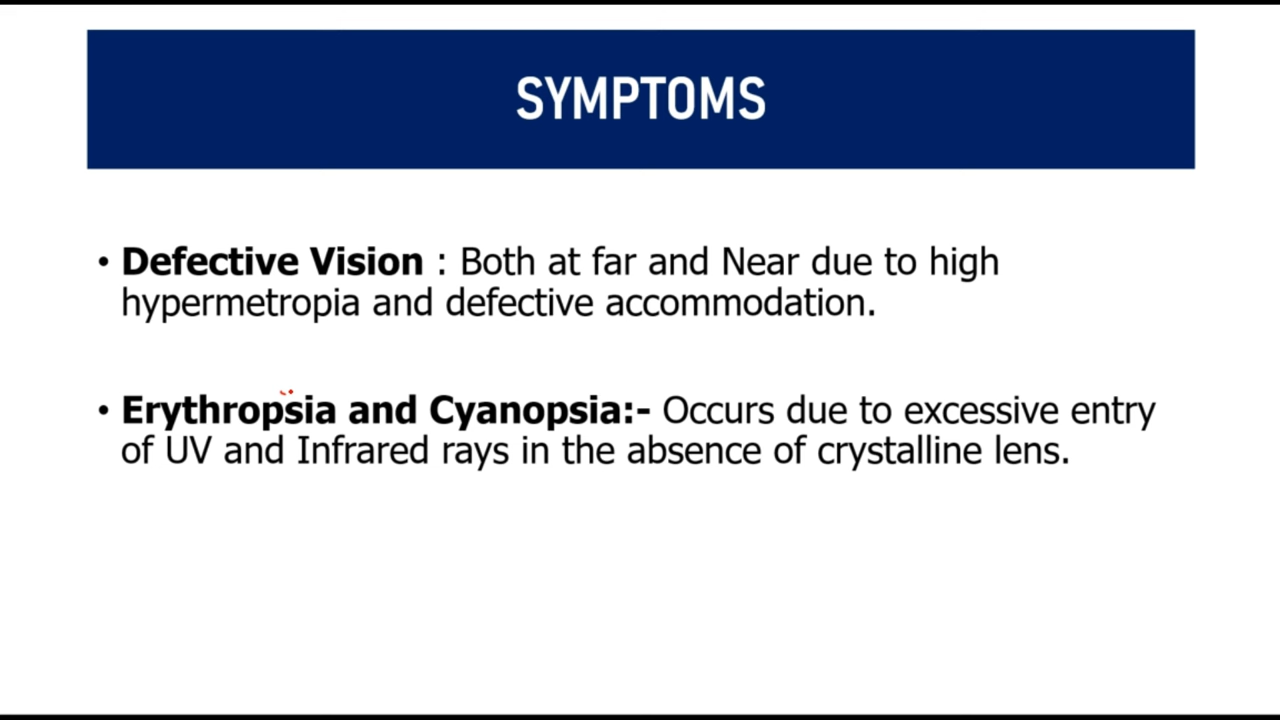 SYMPTOMS
• Defective Vision : Both at far and Near due to high
hypermetropia and defective accommodation.
• Erythropsia and Cyanopsia:- Occurs due to excessive entry
of UV and Infrared rays in the absence of crystalline lens.